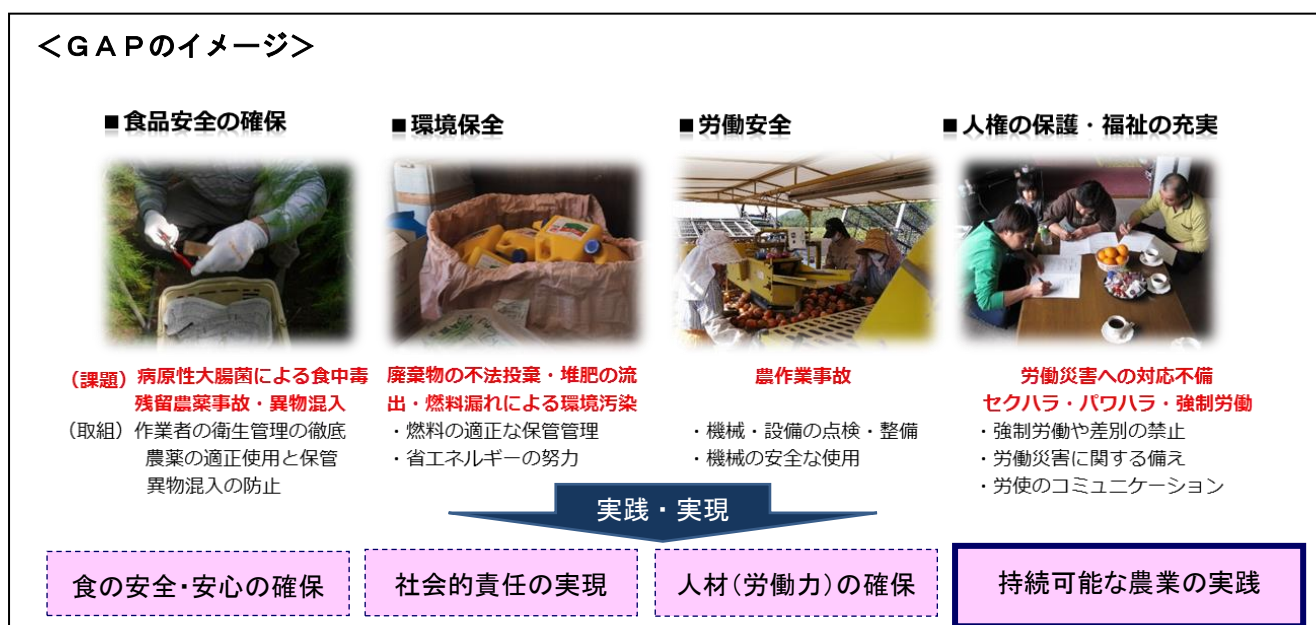 ＜ＧＡＰのイメージ＞
■食品安全の確保
■環境保全
■労働安全
■人権の保護・福祉の充実
（課題）病原性大腸菌による食中毒
残留農薬事故・異物混入
廃棄物の不法投棄・堆肥の流
出・燃料漏れによる環境汚染
農作業事故
労働災害への対応不備
セクハラ・パワハラ・強制労働
（取組）作業者の衛生管理の徹底
農薬の適正使用と保管
異物混入の防止
・燃料の適正な保管管理
・省エネルギーの努力
・機械・設備の点検・整備
・機械の安全な使用
・強制労働や差別の禁止
・労働災害に関する備え
・労使のコミュニケーション
実践・実現
食の安全・安心の確保
社会的責任の実現
人材（労働力）の確保
持続可能な農業の実践